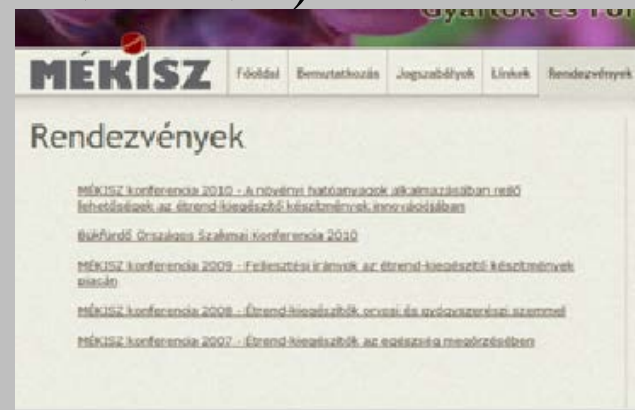 MÉKISZ
Főoldal Bemutatkozás Jogszabályok Linkek Rendezvények
Rendezvények
MÉKISZ konferencia 2010 - A növényi hatóanyagok alkalmazásában rejlő
lehetőségek az étrend-kiegészítő készítmények innovációjában
Bükfürdő Országos Szakmai Konferencia 2010
MÉKISZ konferencia 2009 - Fejlesztési irányok az étrend-kiegészítő készítmények
piacán
MÉKISZ konferencia 2008 - Étrend-kiegészítők orvosi és gyógyszerészi szemmel
MÉKISZ konferencia 2007 - Étrend-kiegészítők az egészség megőrzésében